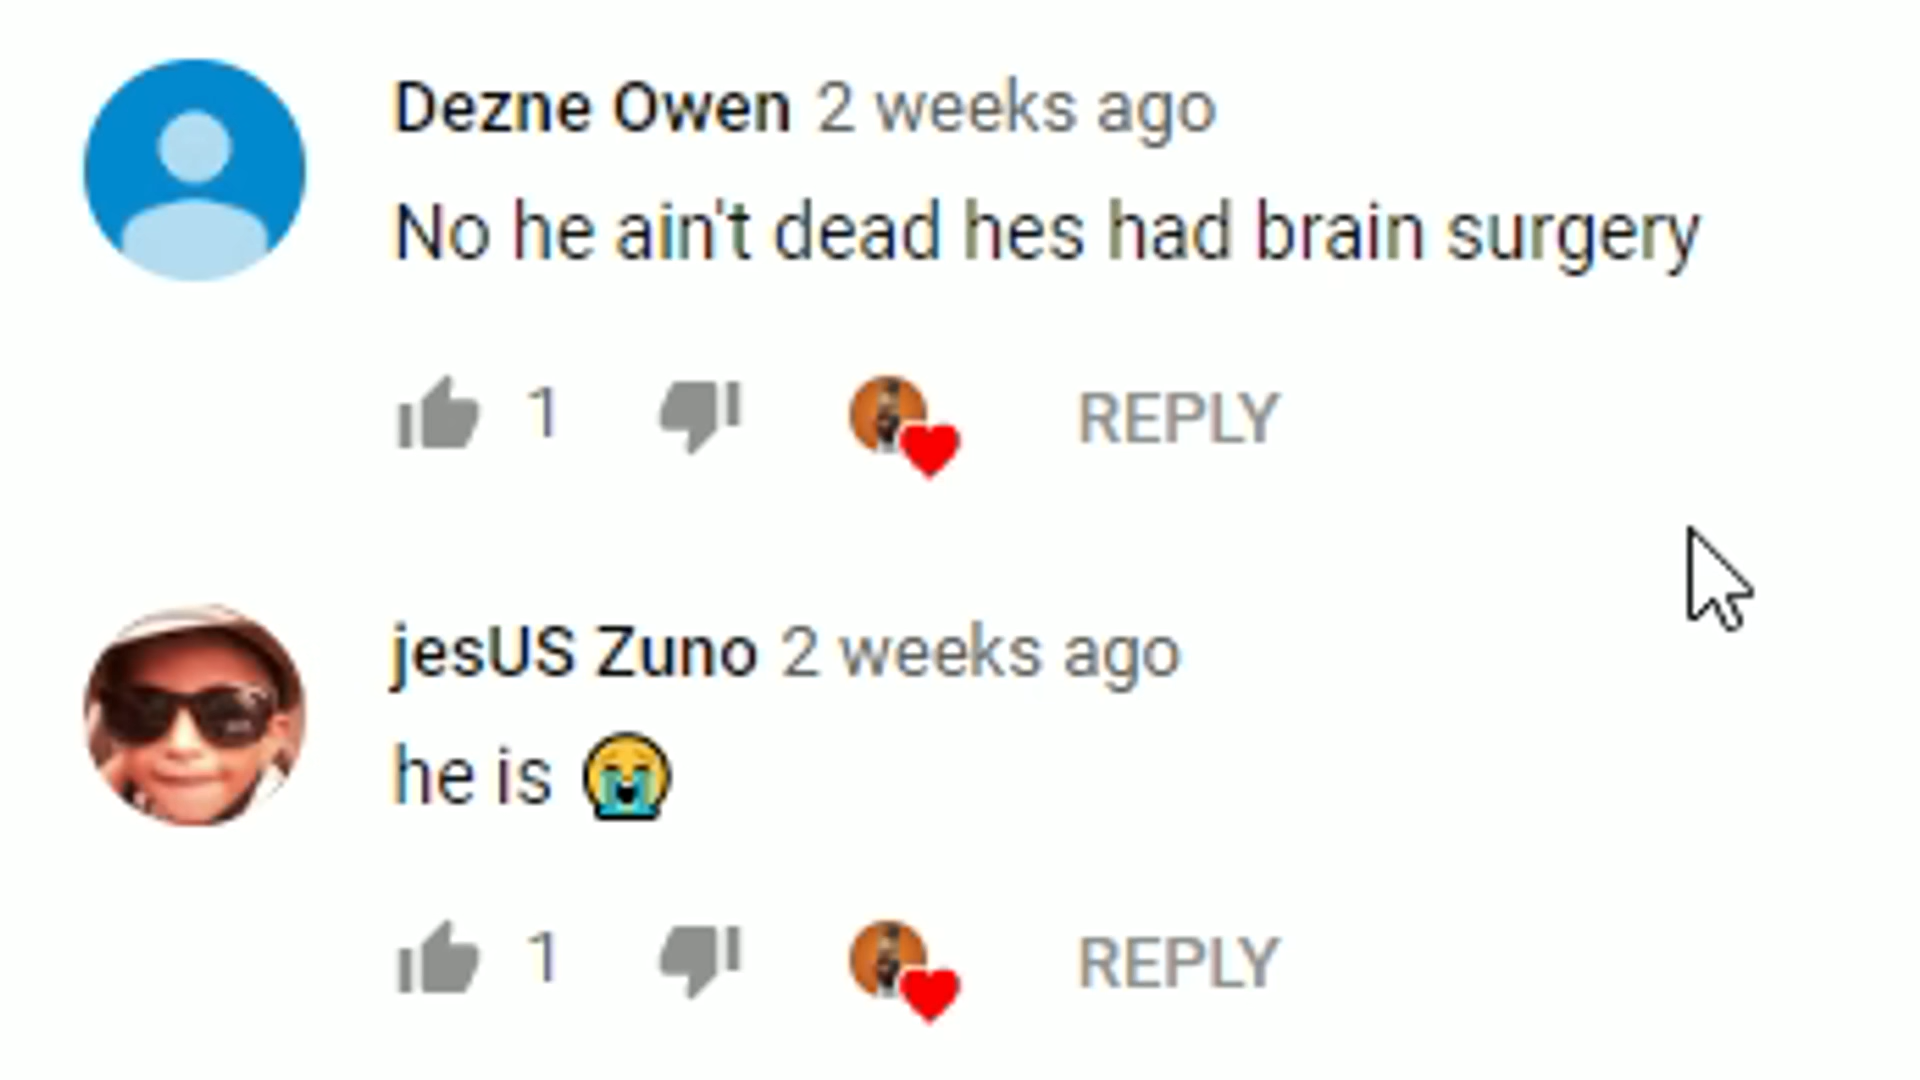 Dezne Owen 2 weeks ago
No he ain't dead hes had brain surgery
1 REPLY
jesUS Zuno 2 weeks ago
he is 😭
1 REPLY